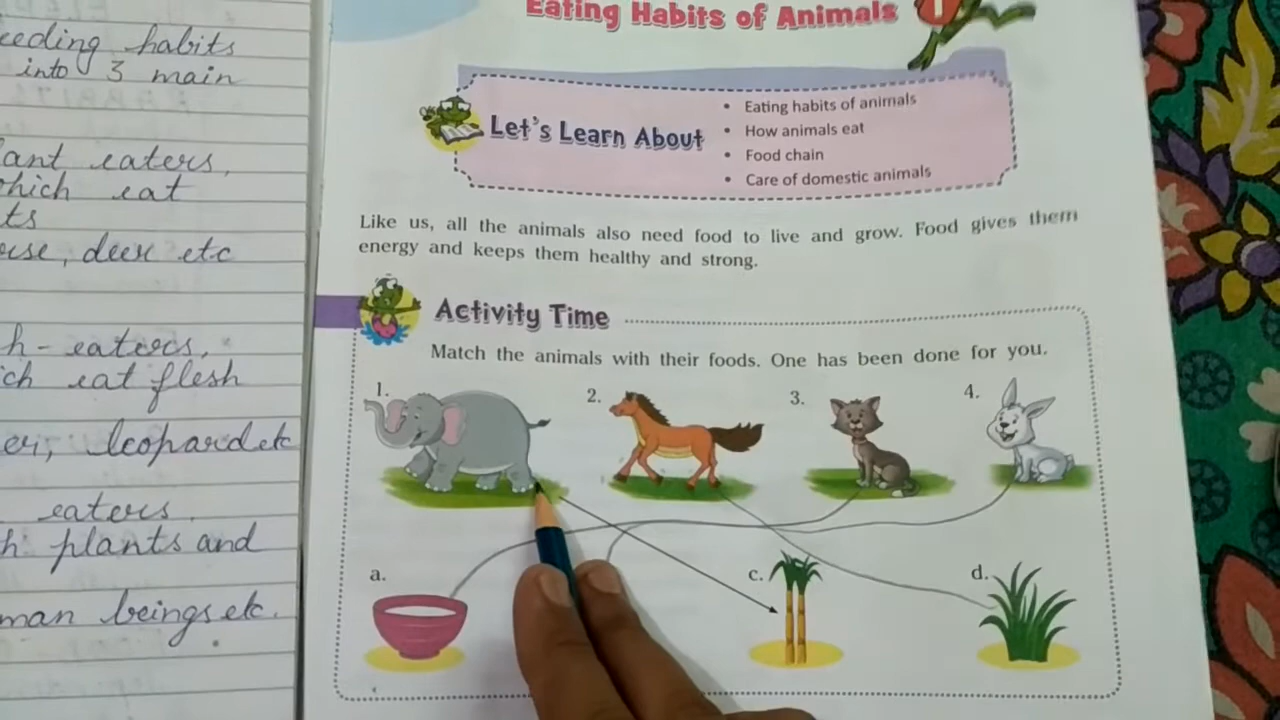 eeding habits
into 3 main
ant eaters,
which eat
ts
deer etc
h- eaters,
ich eat flesh
er, leopard etc
eaters
h plants and
man beings etc.
Eating Habits of Animals
1
Let's Learn About
• Eating habits of animals
• How animals eat
• Food chain
• Care of domestic animals
Like us, all the animals also need food to live and grow. Food gives them
energy and keeps them healthy and strong.
Activity Time
Match the animals with their foods. One has been done for you.
1. 2. 3. 4.
a. c. d.